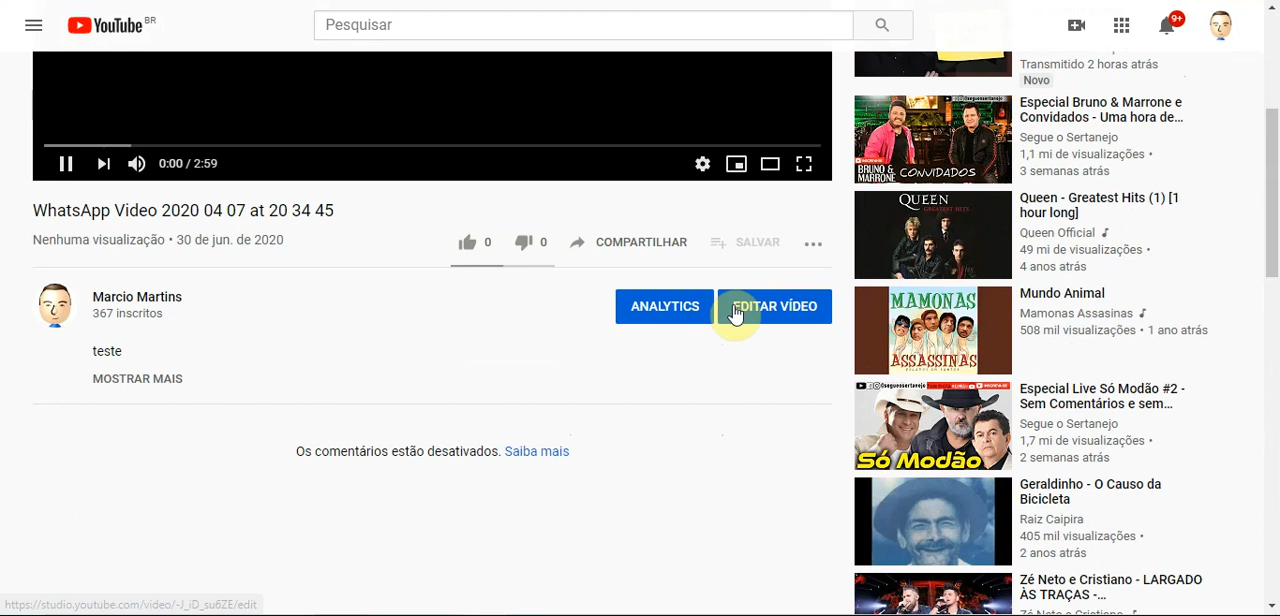 YouTube BR
Pesquisar
9+
0:00 / 2:59
WhatsApp Video 2020 04 07 at 20 34 45
Nenhuma visualização • 30 de jun. de 2020
0
0
COMPARTILHAR
SALVAR
Marcio Martins
367 inscritos
ANALYTICS
EDITAR VÍDEO
teste
MOSTRAR MAIS
Os comentários estão desativados. Saiba mais
Transmitido 2 horas atrás
Novo
BRUNO &
MARRONE
CONVIDADOS
Especial Bruno & Marrone e
Convidados - Uma hora de...
Segue o Sertanejo
1,1 mi de visualizações •
3 semanas atrás
QUEEN
GREATEST HITS
Queen - Greatest Hits (1) [1
hour long]
Queen Official
49 mi de visualizações •
4 anos atrás
MAMONAS
ASSASSINAS
Mundo Animal
Mamonas Assasinas
508 mil visualizações • 1 ano atrás
@segueosertanejo
Só Modão
Especial Live Só Modão #2 -
Sem Comentários e sem...
Segue o Sertanejo
1,7 mi de visualizações •
2 semanas atrás
Geraldinho - O Causo da
Bicicleta
Raiz Caipira
405 mil visualizações •
2 anos atrás
Zé Neto e Cristiano - LARGADO
ÀS TRAÇAS -...
https://studio.youtube.com/video/-J_iD_su6ZE/edit